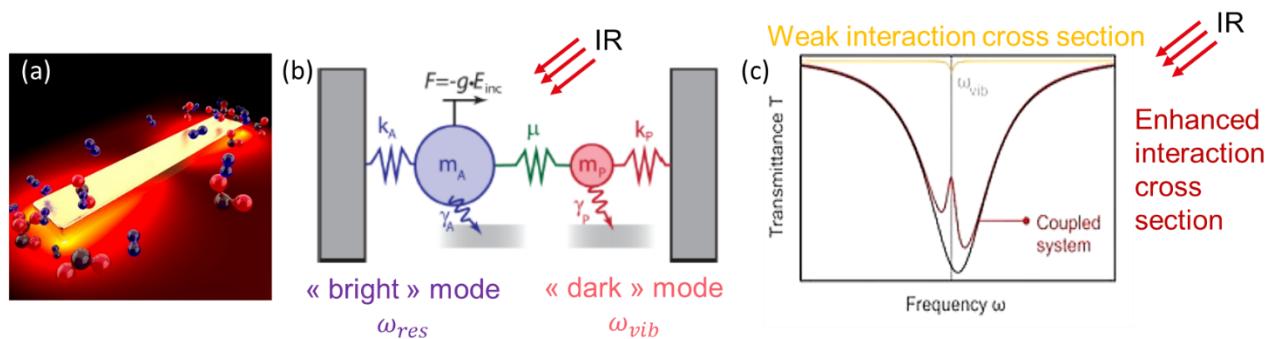 (a)
(b)
IR
F=-g·E_inc
k_A
μ
k_P
m_A
m_P
γ_A
γ_P
« bright » mode
« dark » mode
ω_res
ω_vib
Weak interaction cross section
IR
(c)
ω_vib
Transmittance T
Coupled
system
Frequency ω
Enhanced
interaction
cross
section